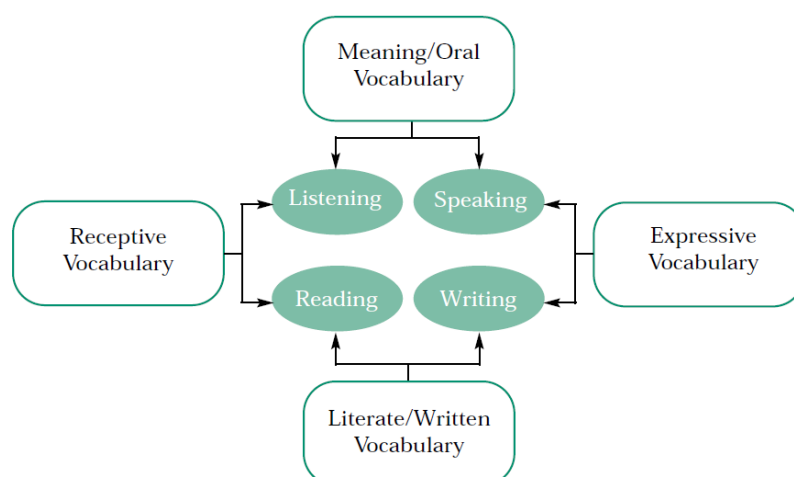 Meaning/Oral
Vocabulary
Listening
Speaking
Receptive
Vocabulary
Expressive
Vocabulary
Reading
Writing
Literate/Written
Vocabulary